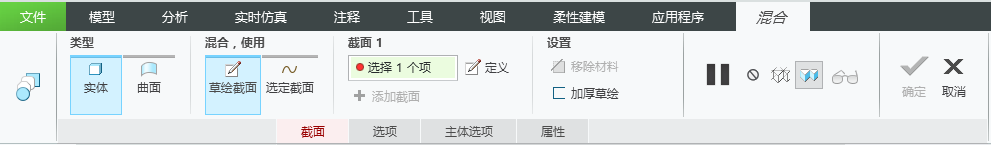 文件 模型 分析 实时仿真 注释 工具 视图 柔性建模 应用程序 混合
类型 混合，使用 截面 1 设置
实体 曲面 草绘截面 选定截面 选择 1 个项 定义 移除材料
添加截面 加厚草绘 确定 取消
截面 选项 主体选项 属性